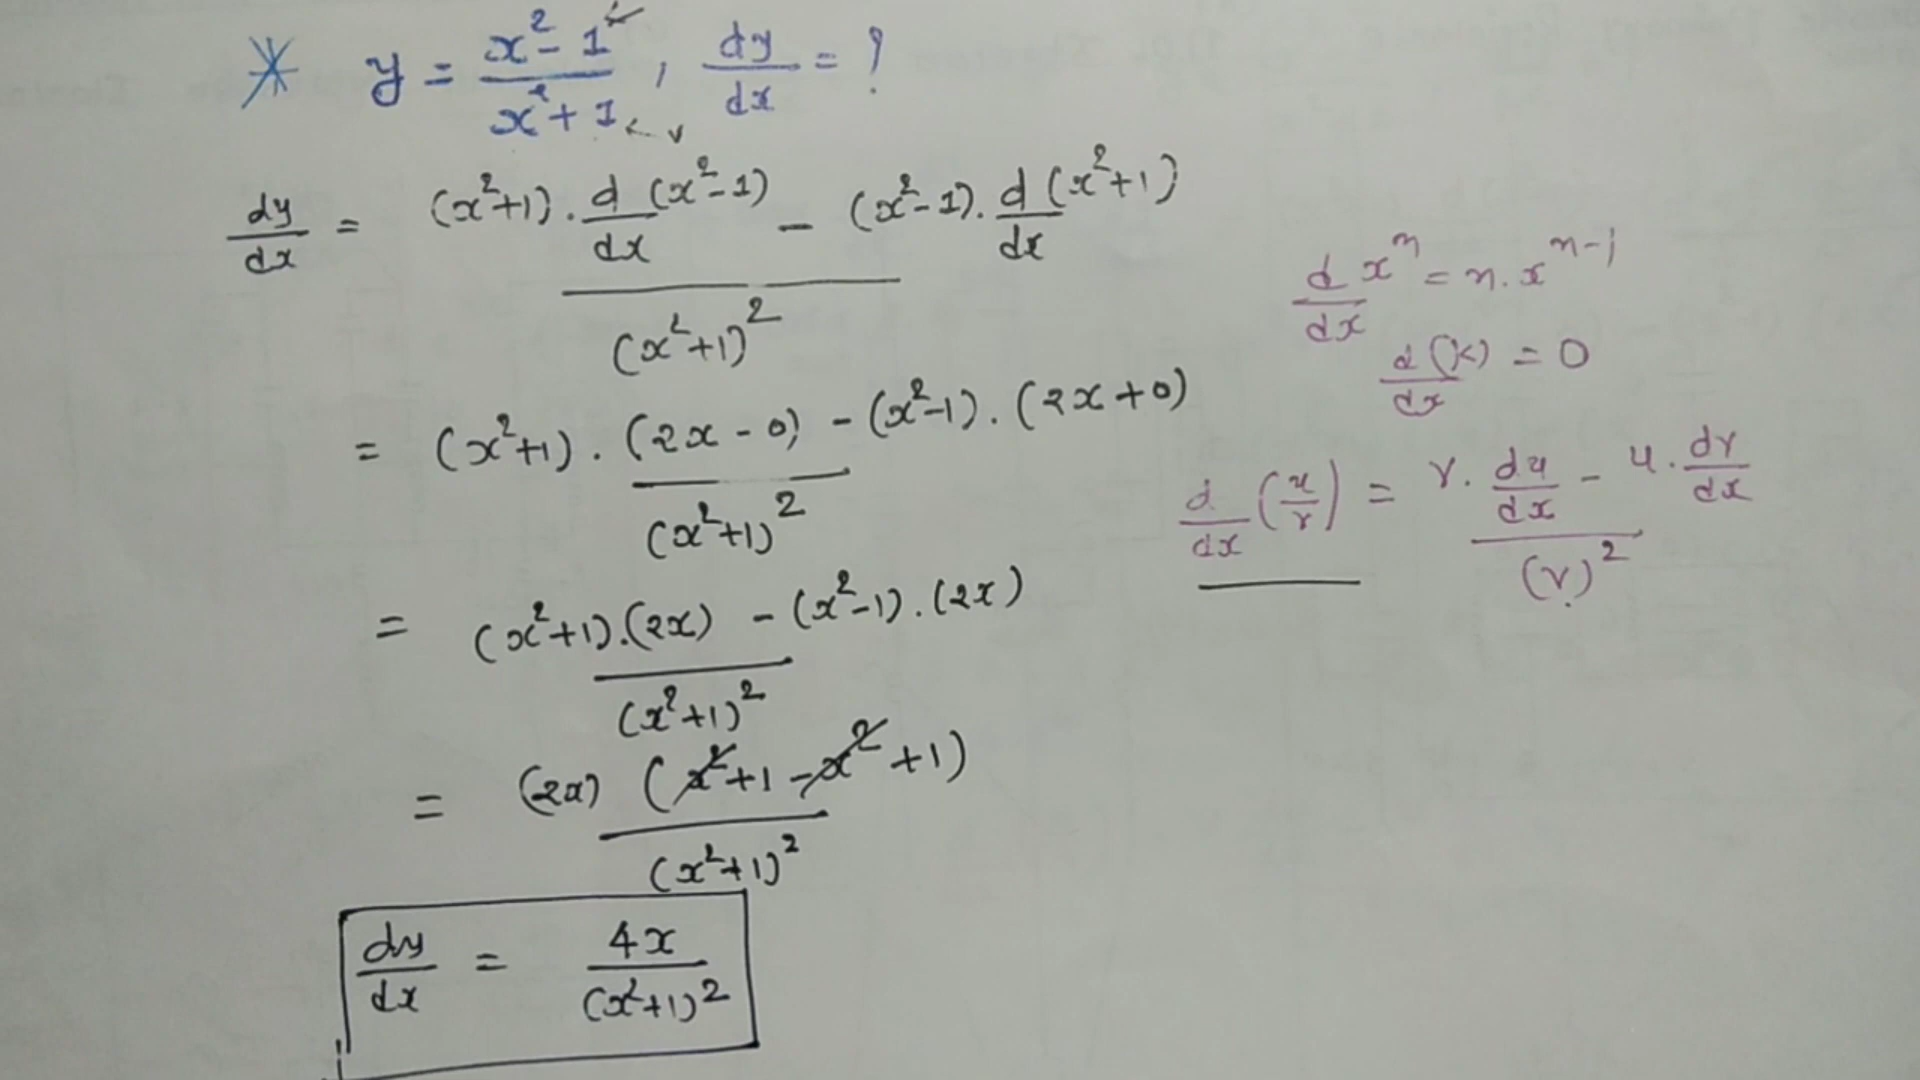 * y = (x² - 1)/(x² + 1), dy/dx = ?
dy/dx = ((x²+1) . d/dx (x²-1) - (x²-1) . d/dx (x²+1))/(x²+1)²
= ((x²+1) . (2x - 0) - (x²-1) . (2x + 0))/(x²+1)²
= ((x²+1).(2x) - (x²-1).(2x))/(x²+1)²
= (2x) (x²+1 - x²+1)/(x²+1)²
dy/dx = 4x/(x²+1)²
d/dx xⁿ = n . xⁿ⁻¹
d/dx (K) = 0
d/dx (u/v) = (v . du/dx - u . dv/dx)/(v)²